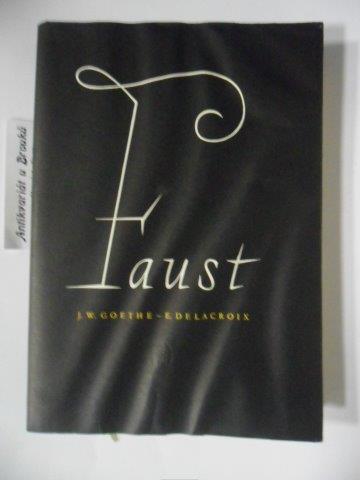 Faust
J.W. GOETHE - E. DELACROIX
Antikvariát u Brouků